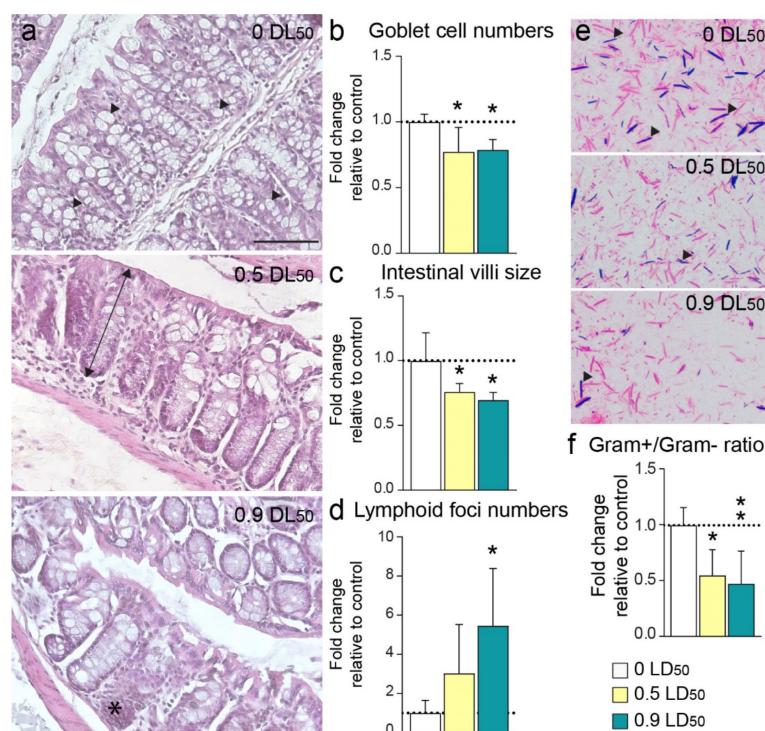 a
0 DL50
0.5 DL50
0.9 DL50
*
b
Goblet cell numbers
Fold change
relative to control
1.5
1.0
0.5
0.0
* *
c
Intestinal villi size
Fold change
relative to control
1.5
1.0
0.5
0.0
* *
d
Lymphoid foci numbers
Fold change
relative to control
10
8
6
4
2
0
*
e
0 DL50
0.5 DL50
0.9 DL50
f
Gram+/Gram- ratio
Fold change
relative to control
1.5
1.0
0.5
0.0
* **
0 LD50
0.5 LD50
0.9 LD50